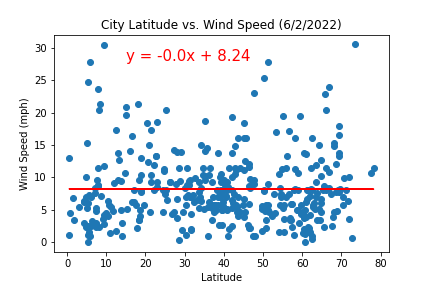 City Latitude vs. Wind Speed (6/2/2022)
y = -0.0x + 8.24
Wind Speed (mph)
30
25
20
15
10
5
0
0 10 20 30 40 50 60 70 80
Latitude